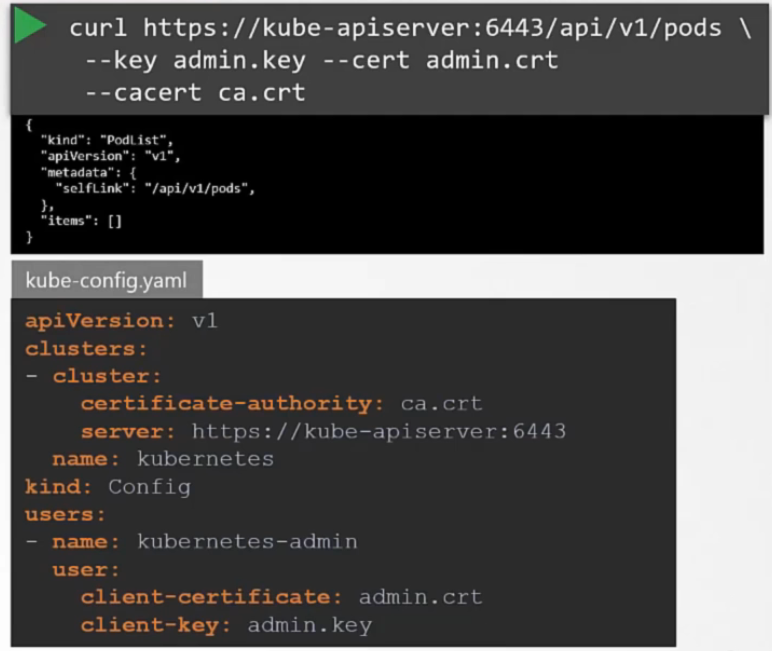 curl https://kube-apiserver:6443/api/v1/pods \
--key admin.key --cert admin.crt
--cacert ca.crt
{
"kind": "PodList",
"apiVersion": "v1",
"metadata": {
"selfLink": "/api/v1/pods",
},
"items": []
}
kube-config.yaml
apiVersion: v1
clusters:
- cluster:
certificate-authority: ca.crt
server: https://kube-apiserver:6443
name: kubernetes
kind: Config
users:
- name: kubernetes-admin
user:
client-certificate: admin.crt
client-key: admin.key